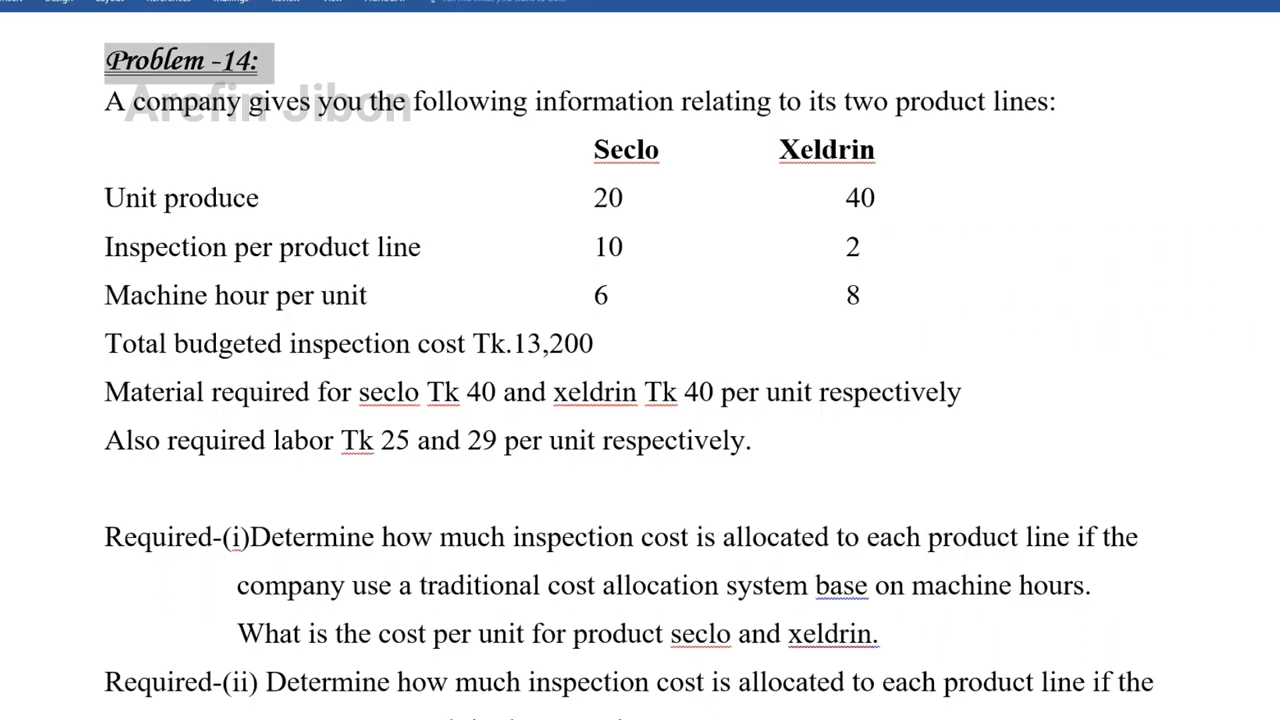 Problem -14:
Arefin Jibon
A company gives you the following information relating to its two product lines:
Seclo Xeldrin
Unit produce 20 40
Inspection per product line 10 2
Machine hour per unit 6 8
Total budgeted inspection cost Tk.13,200
Material required for seclo Tk 40 and xeldrin Tk 40 per unit respectively
Also required labor Tk 25 and 29 per unit respectively.
Required-(i)Determine how much inspection cost is allocated to each product line if the
company use a traditional cost allocation system base on machine hours.
What is the cost per unit for product seclo and xeldrin.
Required-(ii) Determine how much inspection cost is allocated to each product line if the